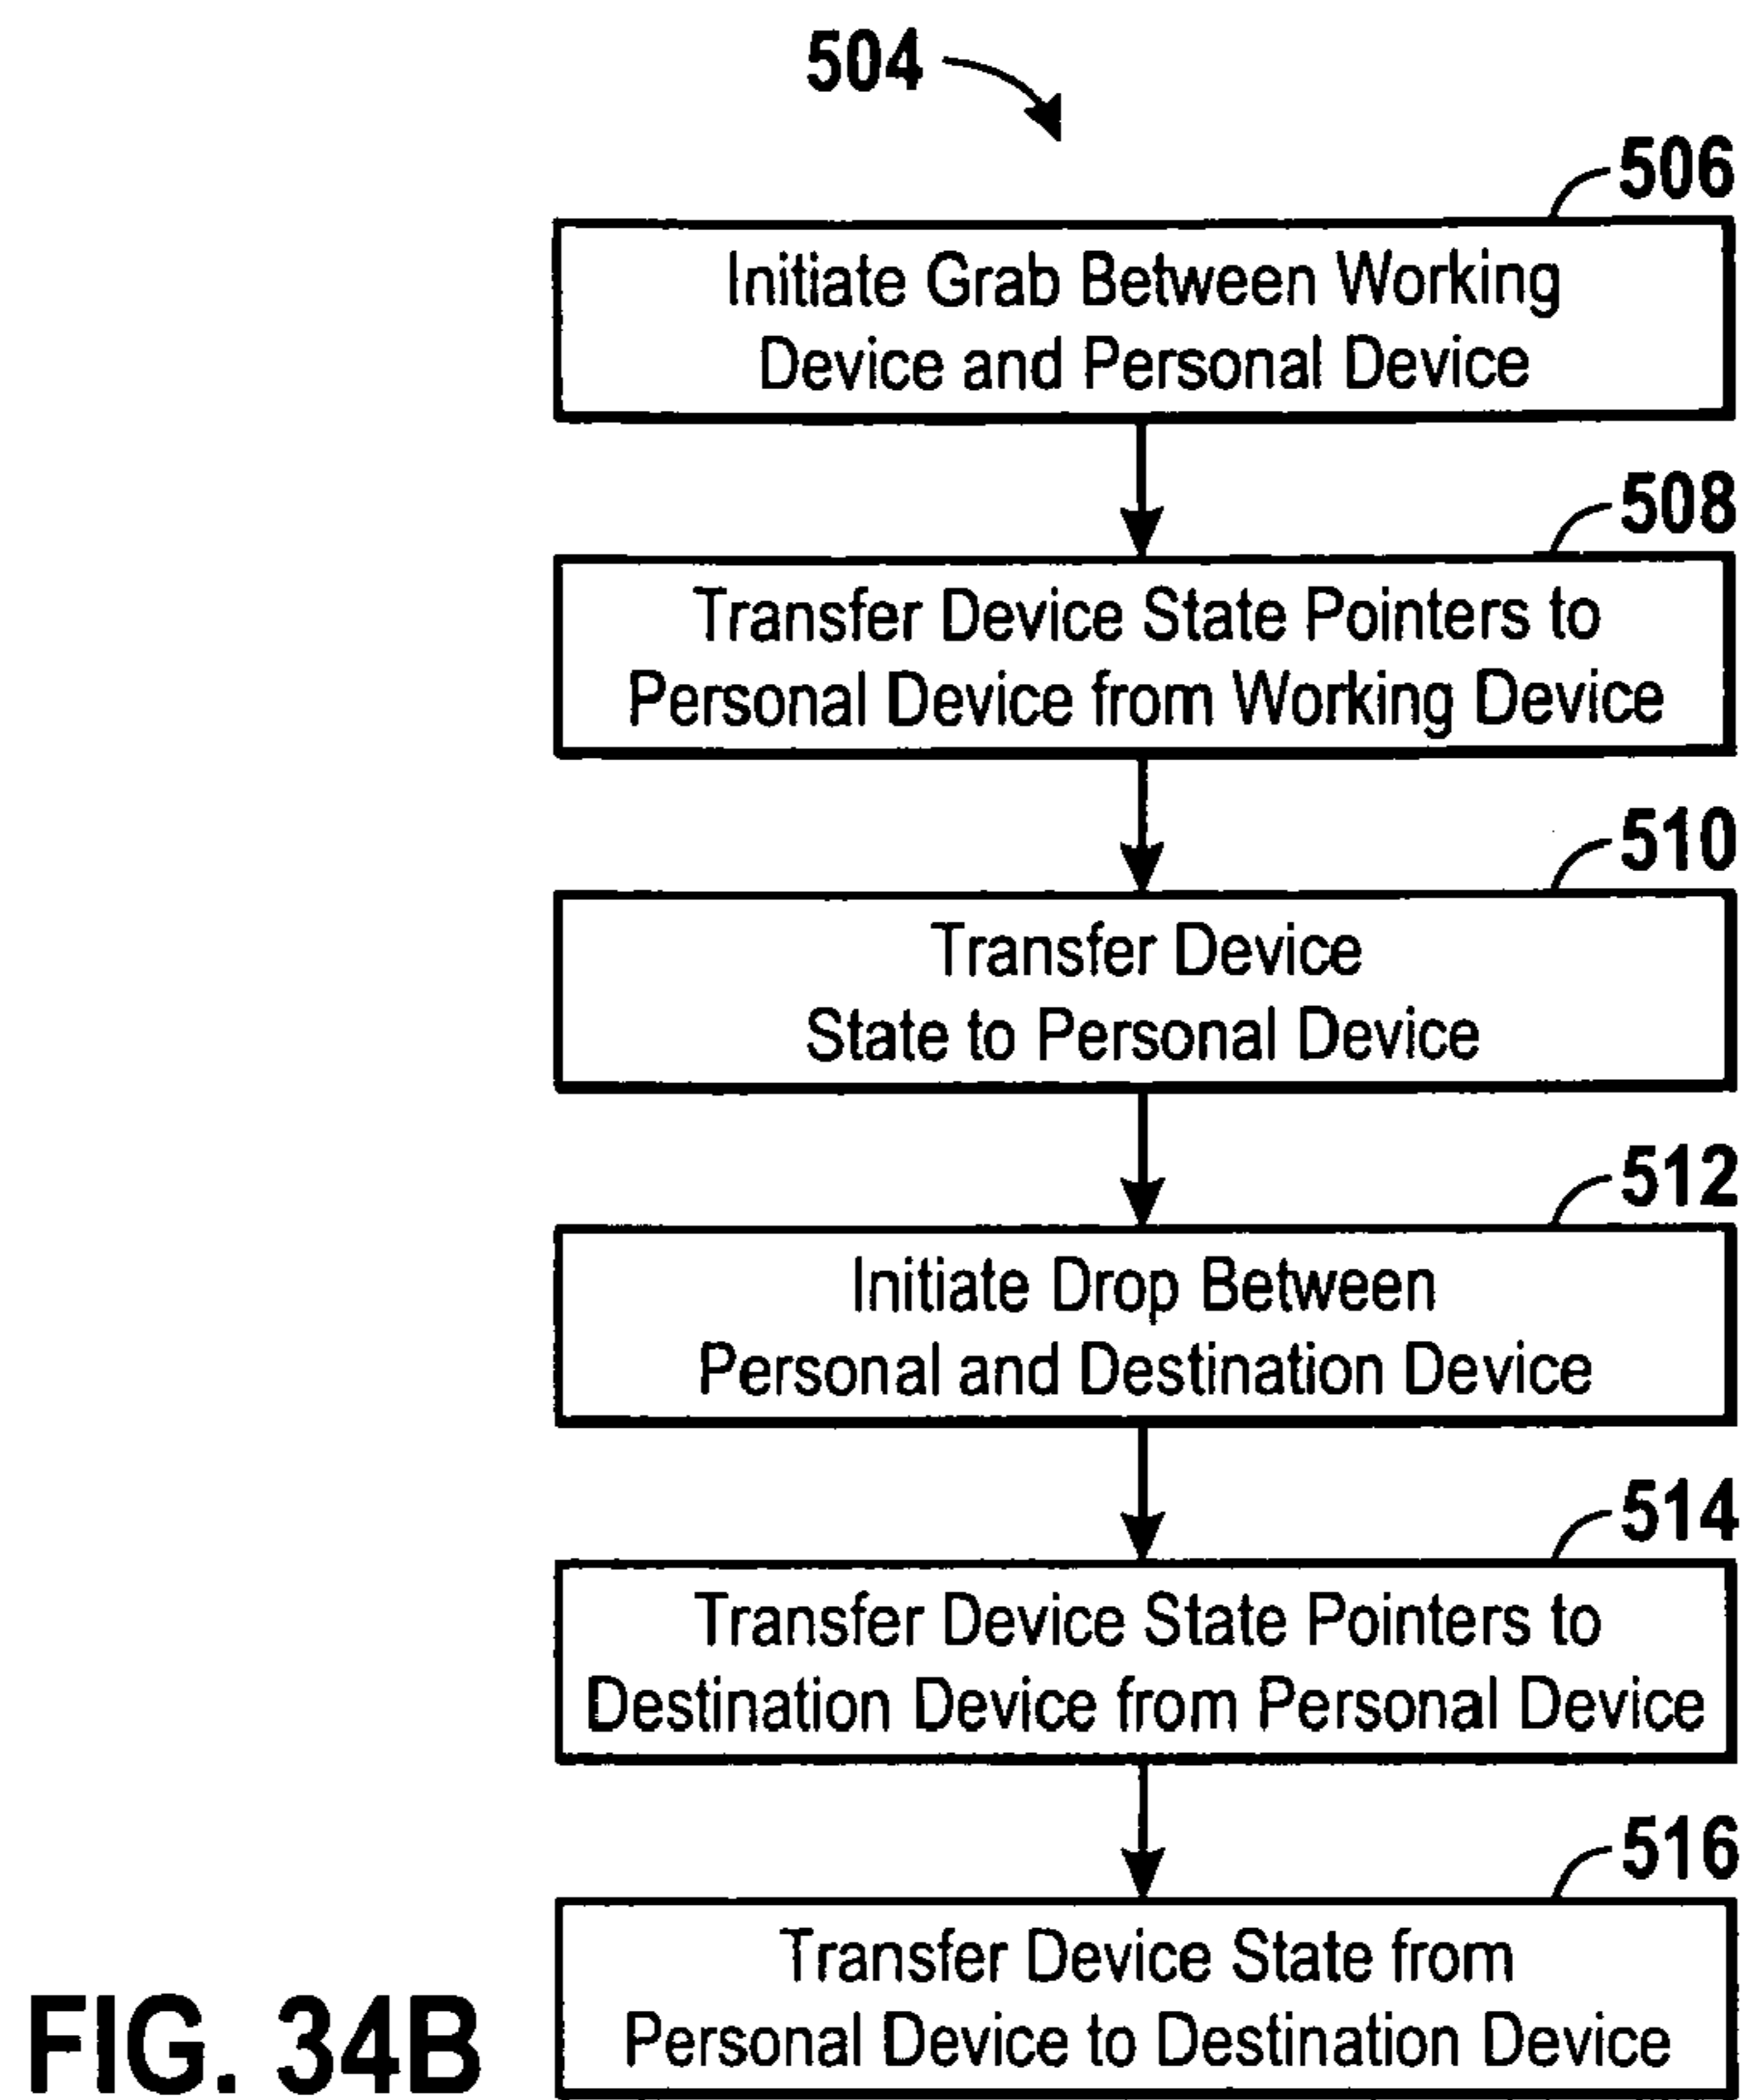 504
506
Initiate Grab Between Working
Device and Personal Device
508
Transfer Device State Pointers to
Personal Device from Working Device
510
Transfer Device
State to Personal Device
512
Initiate Drop Between
Personal and Destination Device
514
Transfer Device State Pointers to
Destination Device from Personal Device
516
Transfer Device State from
Personal Device to Destination Device
FIG. 34B